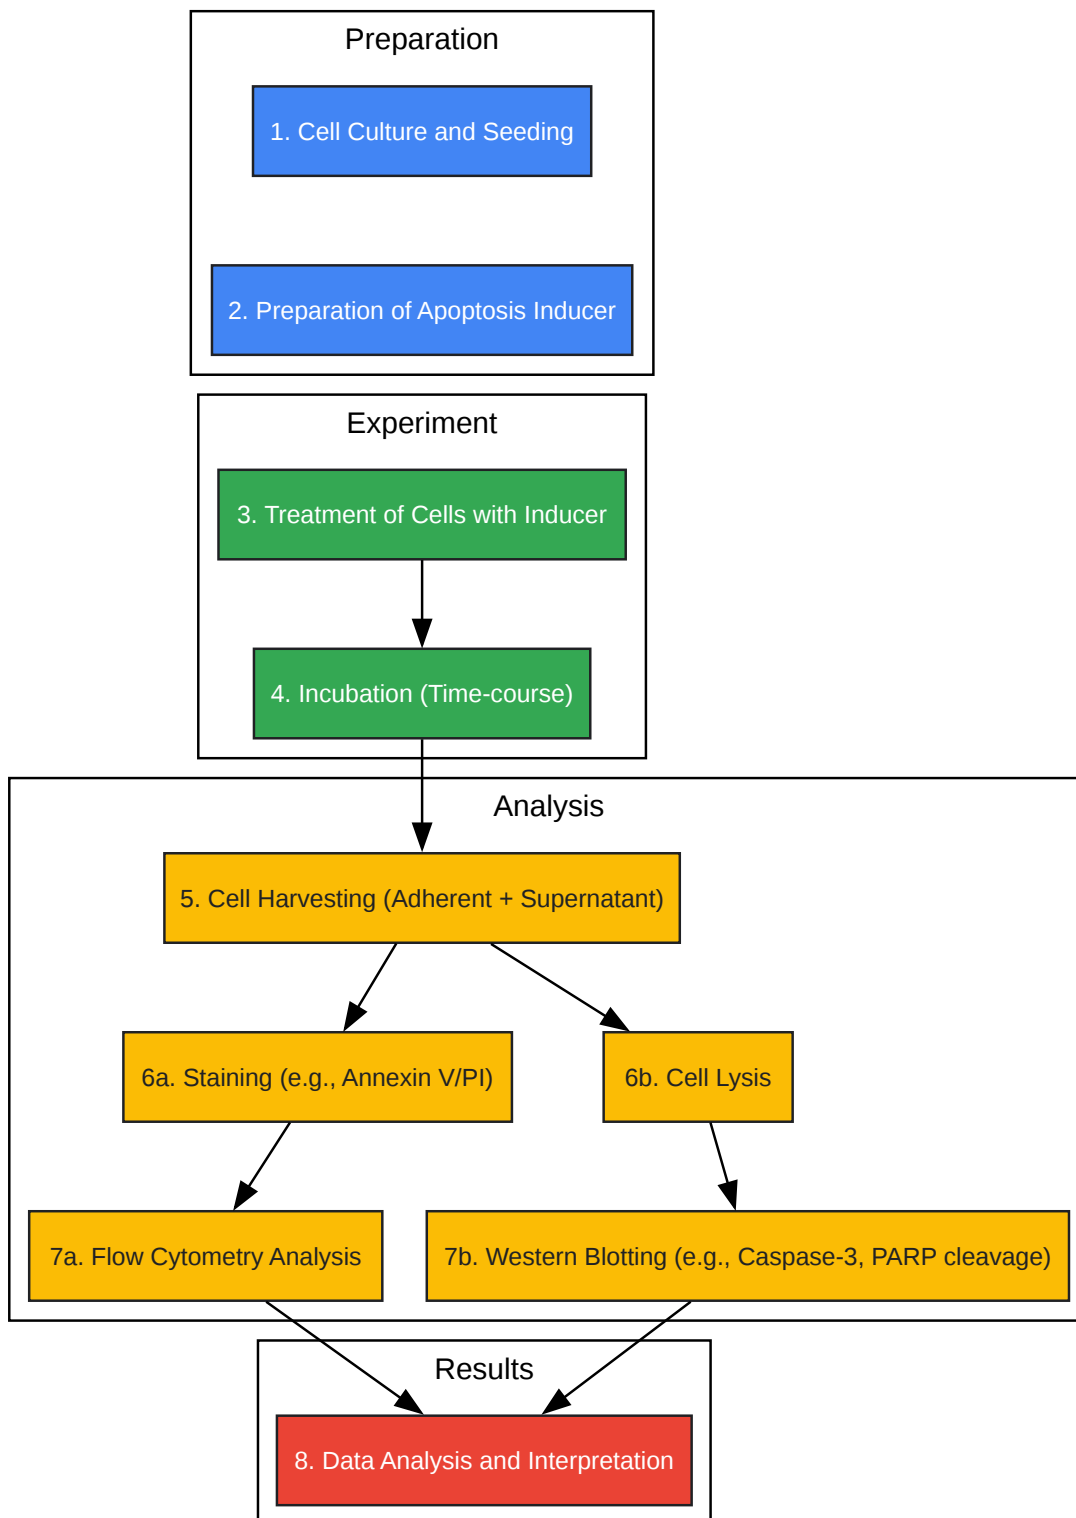 Preparation
1. Cell Culture and Seeding
2. Preparation of Apoptosis Inducer
Experiment
3. Treatment of Cells with Inducer
4. Incubation (Time-course)
Analysis
5. Cell Harvesting (Adherent + Supernatant)
6a. Staining (e.g., Annexin V/PI)
6b. Cell Lysis
7a. Flow Cytometry Analysis
7b. Western Blotting (e.g., Caspase-3, PARP cleavage)
Results
8. Data Analysis and Interpretation